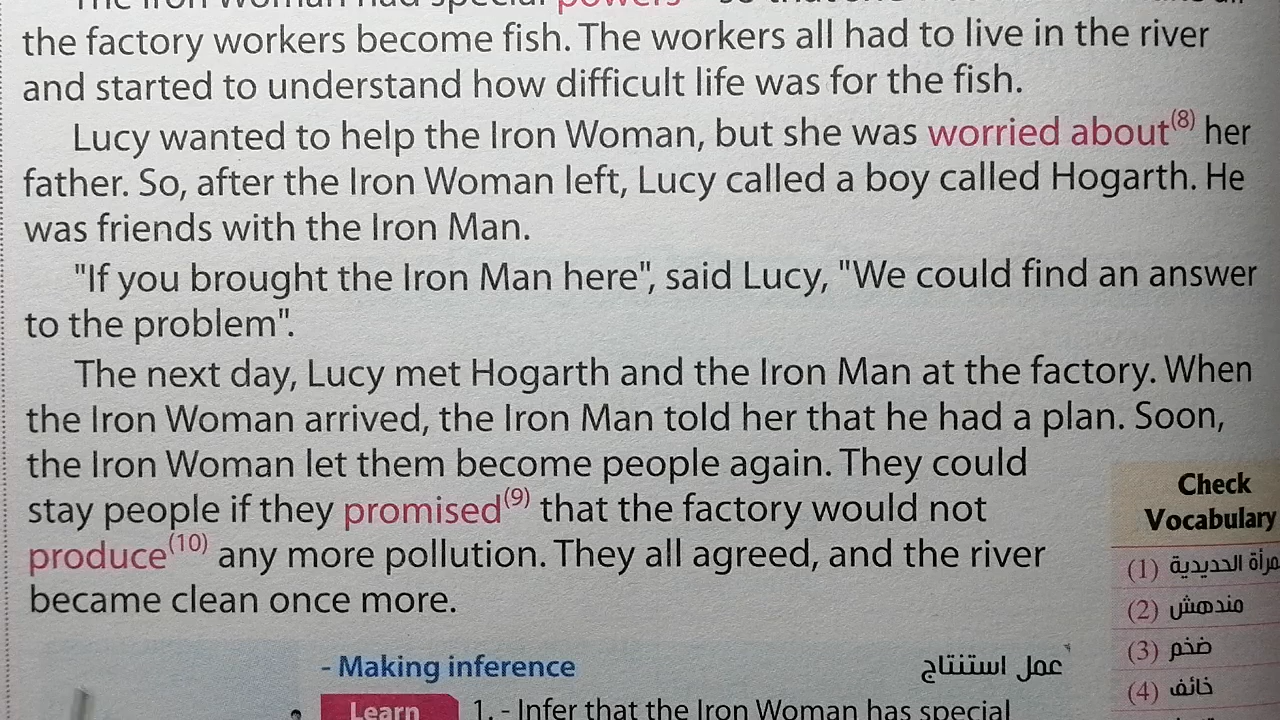 The Iron Woman had special powers so that
the factory workers become fish. The workers all had to live in the river
and started to understand how difficult life was for the fish.
Lucy wanted to help the Iron Woman, but she was worried about(8) her
father. So, after the Iron Woman left, Lucy called a boy called Hogarth. He
was friends with the Iron Man.
"If you brought the Iron Man here", said Lucy, "We could find an answer
to the problem".
The next day, Lucy met Hogarth and the Iron Man at the factory. When
the Iron Woman arrived, the Iron Man told her that he had a plan. Soon,
the Iron Woman let them become people again. They could
stay people if they promised(9) that the factory would not
produce(10) any more pollution. They all agreed, and the river
became clean once more.
Check
Vocabulary
(1) الحديدية
(2) مندهش
(3) ضخم
(4) خائف
- Making inference عمل استنتاج
Learn 1. - Infer that the Iron Woman has special